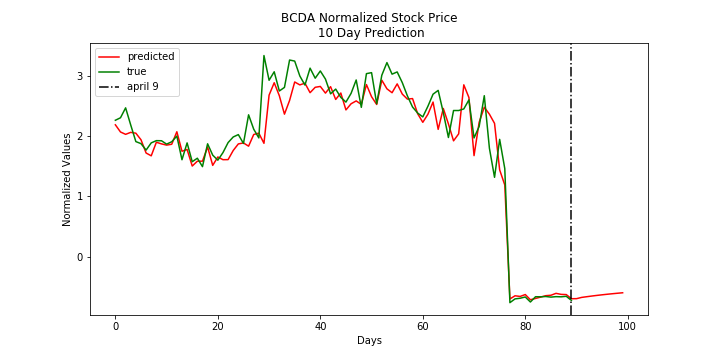 BCDA Normalized Stock Price
10 Day Prediction
predicted
true
april 9
Normalized Values
3
2
1
0
0
20
40
60
80
100
Days